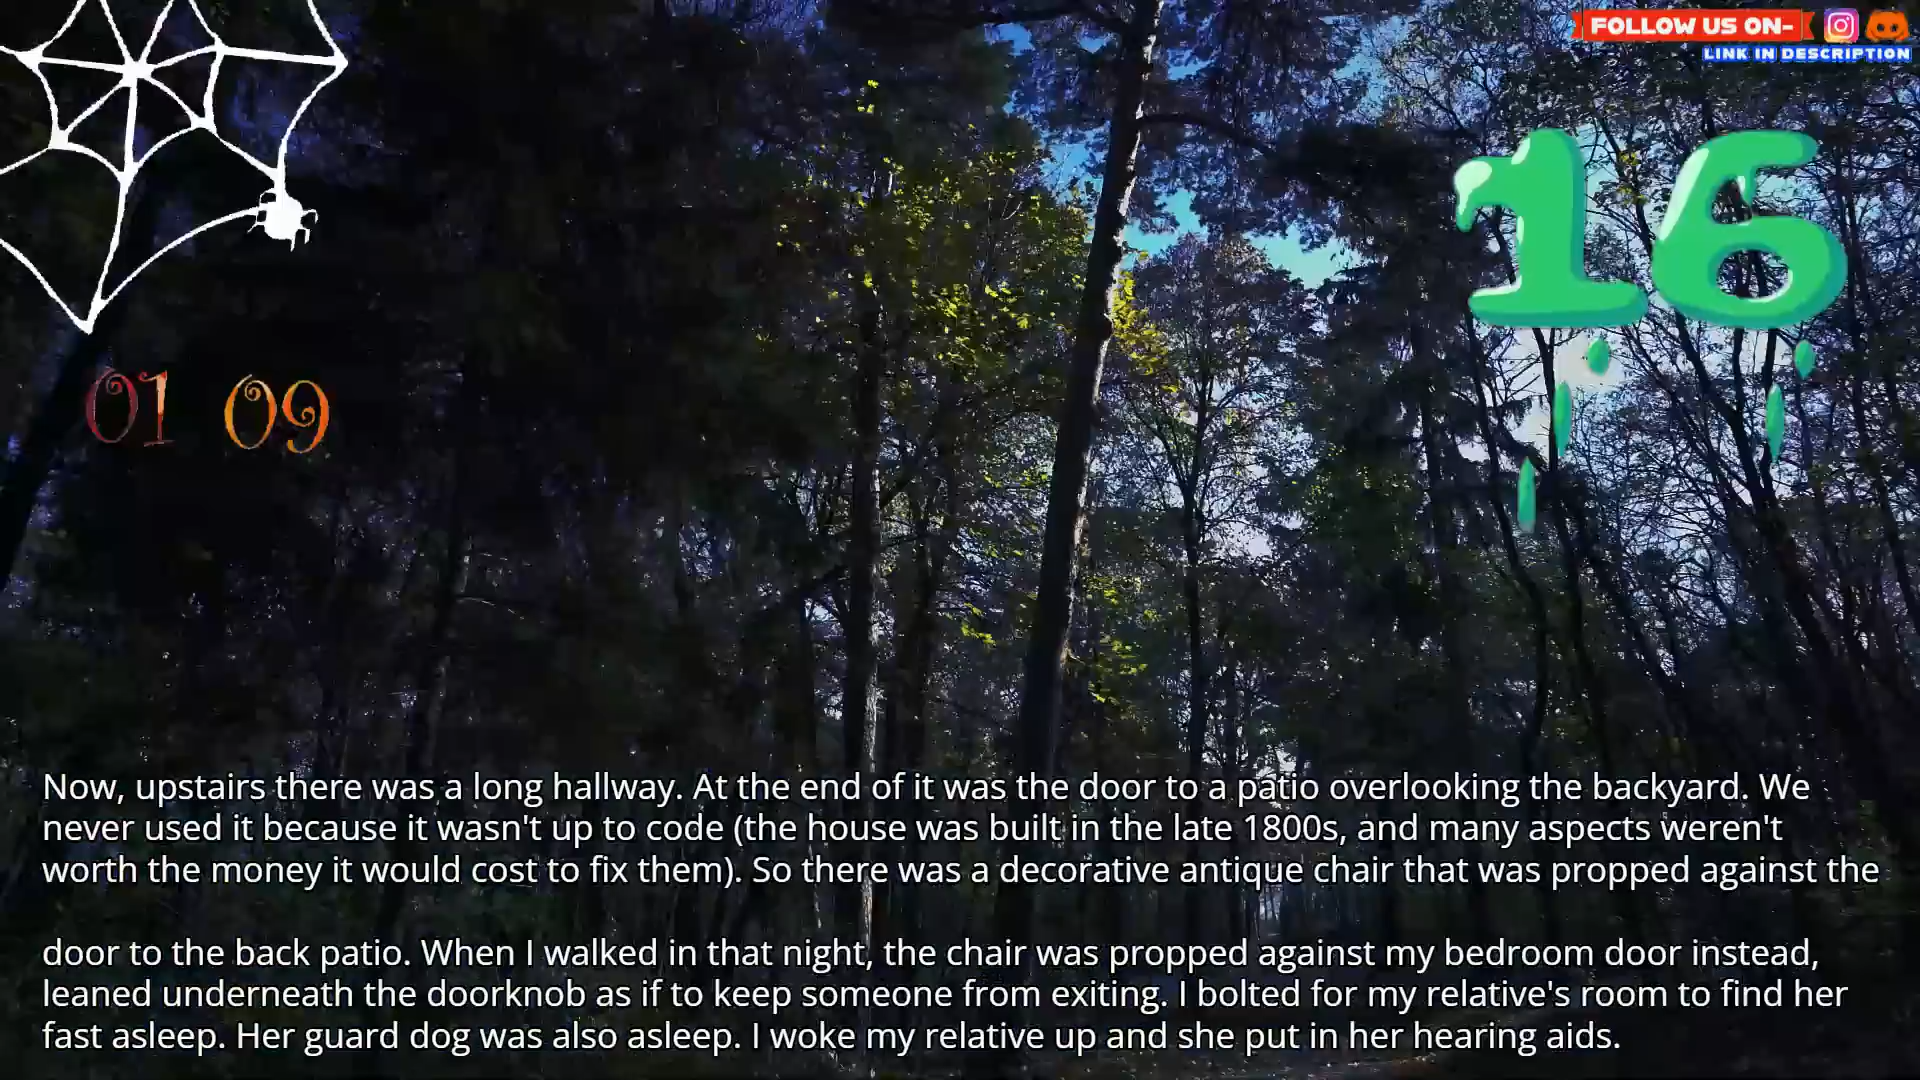 FOLLOW US ON-
LINK IN DESCRIPTION
16
01 09
Now, upstairs there was a long hallway. At the end of it was the door to a patio overlooking the backyard. We
never used it because it wasn't up to code (the house was built in the late 1800s, and many aspects weren't
worth the money it would cost to fix them). So there was a decorative antique chair that was propped against the
door to the back patio. When I walked in that night, the chair was propped against my bedroom door instead,
leaned underneath the doorknob as if to keep someone from exiting. I bolted for my relative's room to find her
fast asleep. Her guard dog was also asleep. I woke my relative up and she put in her hearing aids.